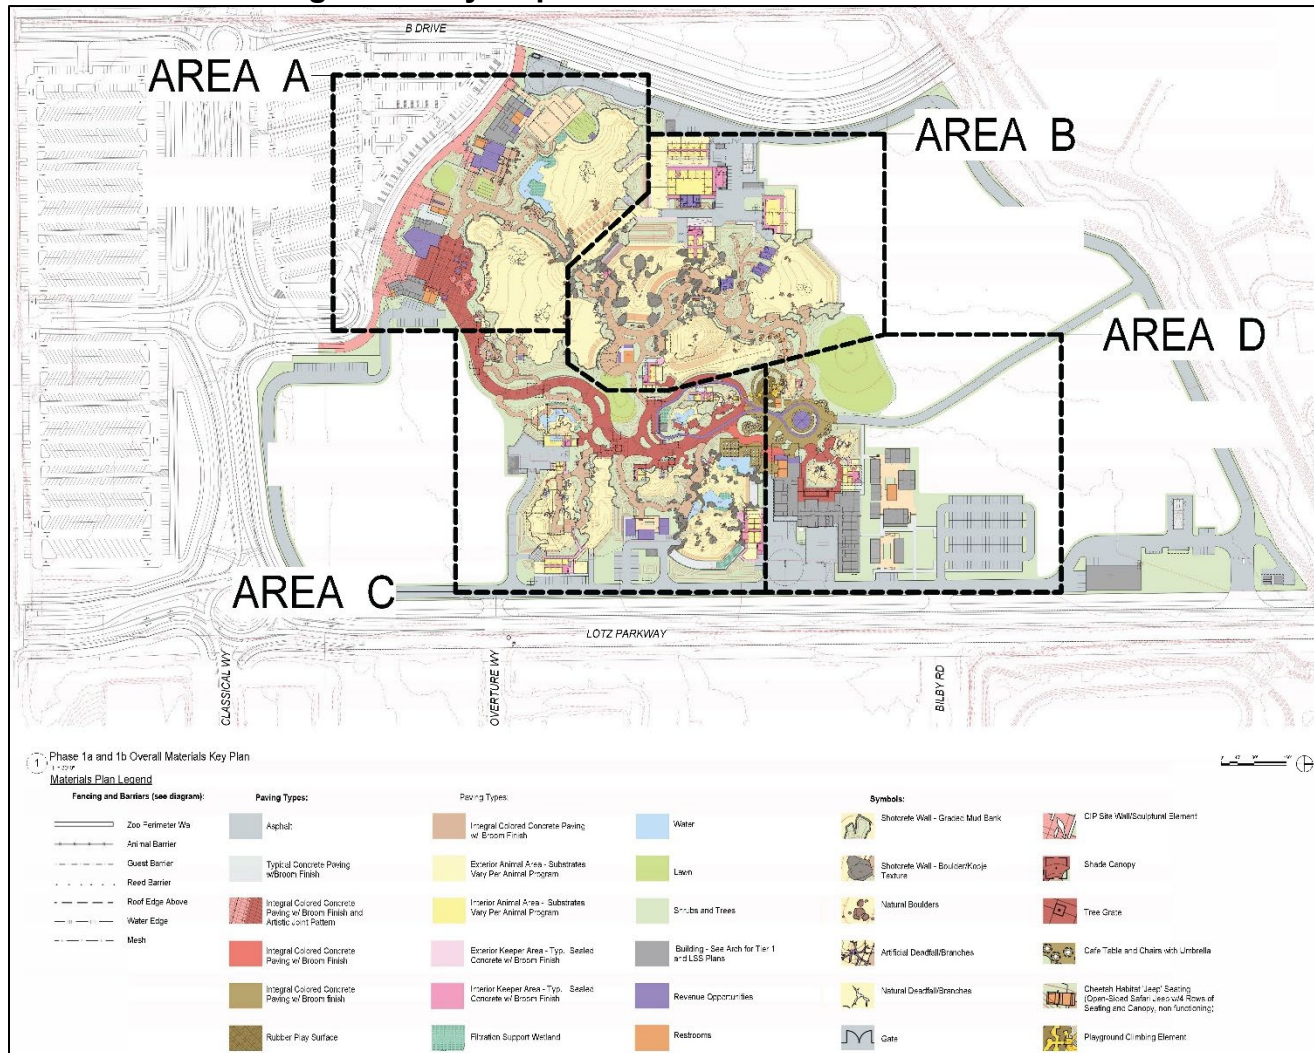 B DRIVE
AREA A
AREA B
AREA D
AREA C
LOTZ PARKWAY
CLASSICAL WY
OVERTURE WY
BILBY RD
1 Phase 1a and 1b Overall Materials Key Plan
Materials Plan Legend
Fencing and Barriers (see diagram):
Zoo Perimeter Wa
Animal Barrier
Guest Barrier
Reed Barrier
Roof Edge Above
Water Edge
Mesh
Paving Types:
Asphalt
Typical Concrete Paving
w/Broom Finish
Integral Colored Concrete
Paving w/ Broom Finish and
Artistic Joint Pattern
Integral Colored Concrete
Paving w/ Broom Finish
Integral Colored Concrete
Paving w/ Broom finish
Rubber Play Surface
Paving Types:
Integral Colored Concrete Paving
w/ Broom Finish
Exterior Animal Area - Substrates
Vary Per Animal Program
Interior Animal Area - Substrates
Vary Per Animal Program
Exterior Keeper Area - Typ. Sealed
Concrete w/ Broom Finish
Interior Keeper Area - Typ. Sealed
Concrete w/ Broom Finish
Filtration Support Wetland
Water
Lawn
Shrubs and Trees
Building - See Arch for Tier 1
and LSS Plans
Revenue Opportunities
Restrooms
Symbols:
Shotcrete Wall - Graded Mud Bank
Shotcrete Wall - Boulder/Kopje
Texture
Natural Boulders
Artificial Deadfall/Branches
Natural Deadfall/Branches
Gate
CIP Site Wall/Sculptural Element
Shade Canopy
Tree Grate
Cafe Table and Chairs with Umbrella
Cheetah Habitat 'Jeep' Seating
(Open-Sided Safari Jeep w/4 Rows of
Seating and Canopy, non functioning)
Playground Climbing Element